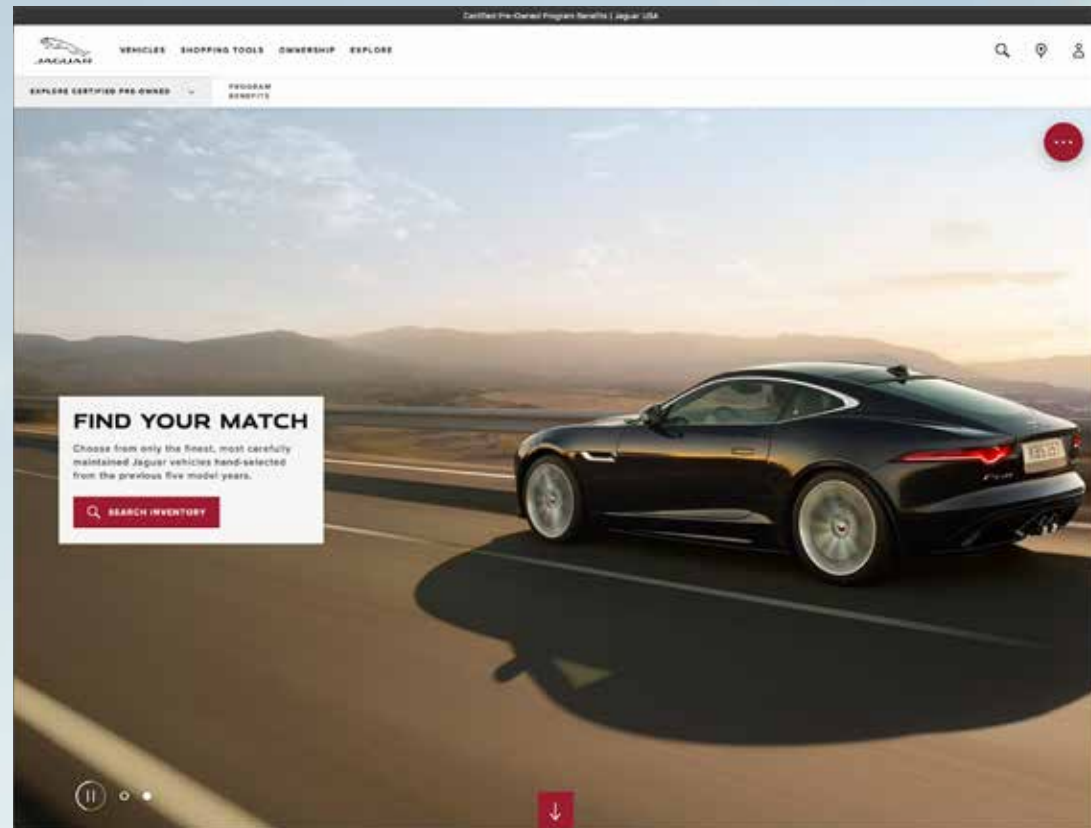 Certified Pre-Owned Program Benefits | Jaguar USA
JAGUAR
VEHICLES SHOPPING TOOLS OWNERSHIP EXPLORE
EXPLORE CERTIFIED PRE-OWNED
PROGRAM
BENEFITS
FIND YOUR MATCH
Choose from only the finest, most carefully
maintained Jaguar vehicles hand-selected
from the previous five model years.
SEARCH INVENTORY